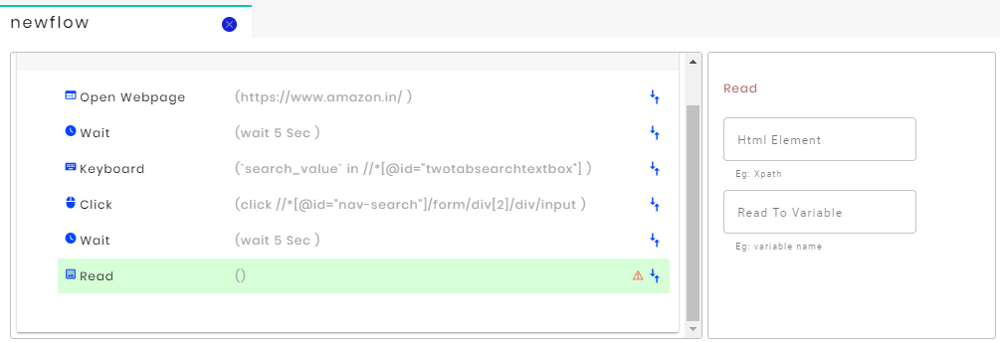 newflow
Open Webpage (https://www.amazon.in/ )
Wait (wait 5 Sec )
Keyboard (`search_value` in //*[@id="twotabsearchtextbox"] )
Click (click //*[@id="nav-search"]/form/div[2]/div/input )
Wait (wait 5 Sec )
Read ()
Read
Html Element
Eg: Xpath
Read To Variable
Eg: variable name